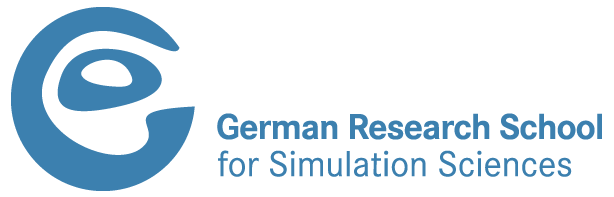 German Research School
for Simulation Sciences